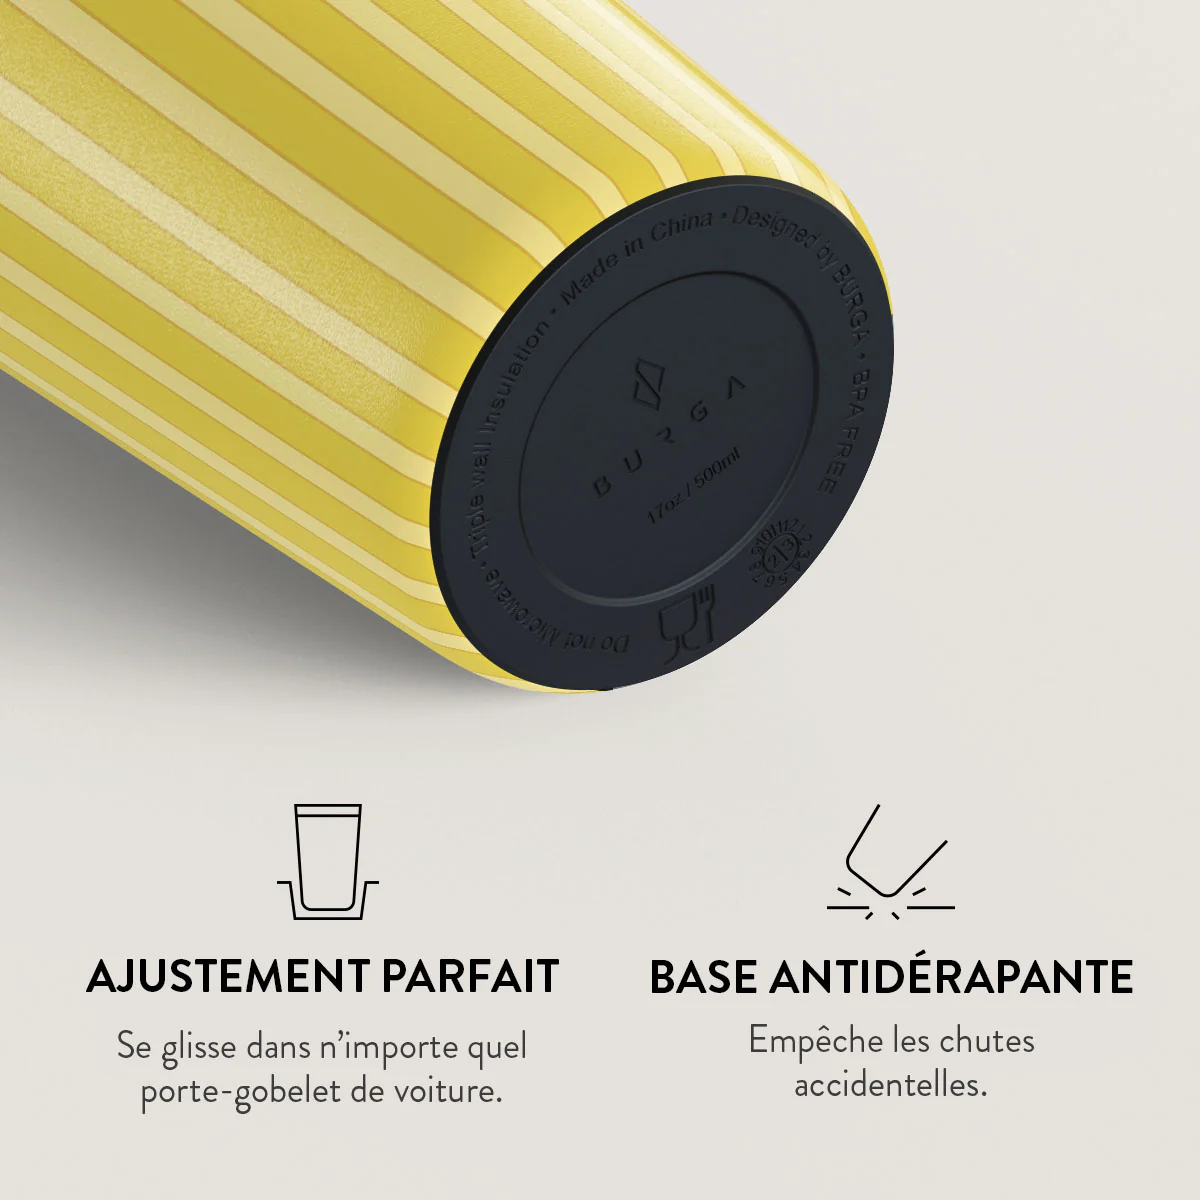 Do not Microwave • Triple wall Insulation • Made in China • Designed by BURGA • BPA FREE
BURGA
17oz / 500ml
AJUSTEMENT PARFAIT
Se glisse dans n’importe quel
porte-gobelet de voiture.
BASE ANTIDÉRAPANTE
Empêche les chutes
accidentelles.